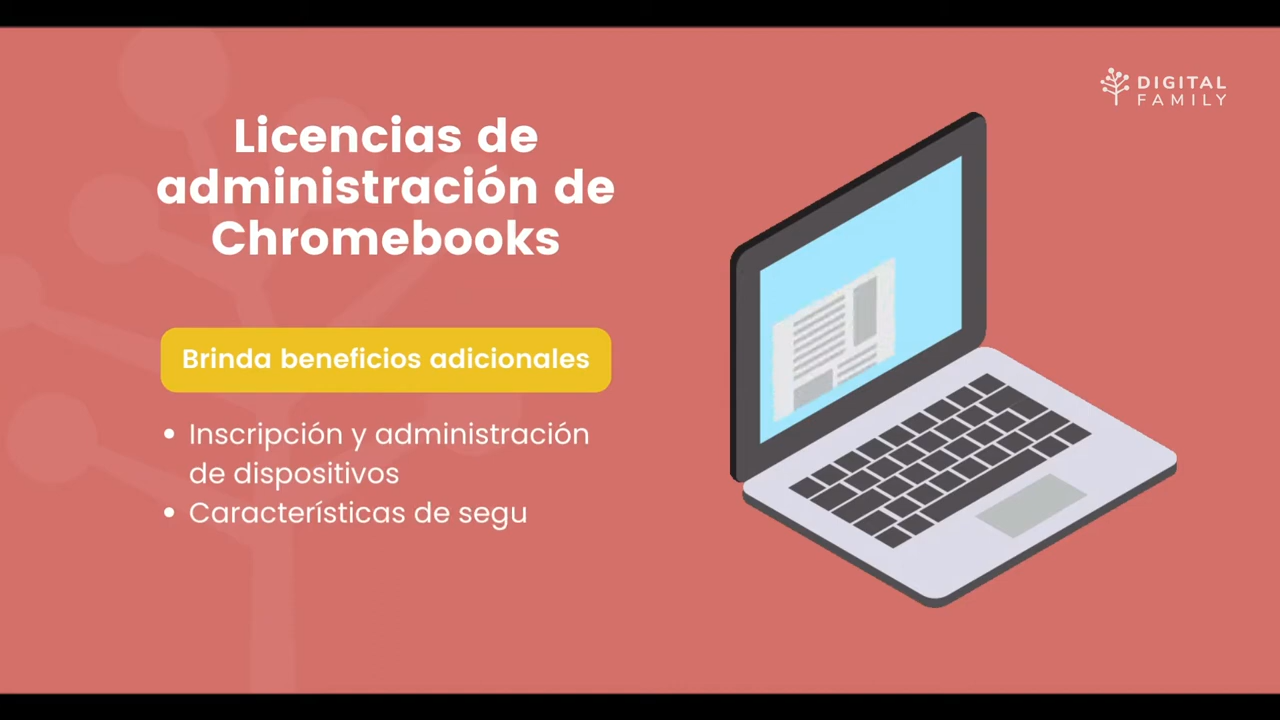 DIGITAL
FAMILY
Licencias de
administración de
Chromebooks
Brinda beneficios adicionales
• Inscripción y administración
de dispositivos
• Características de segu